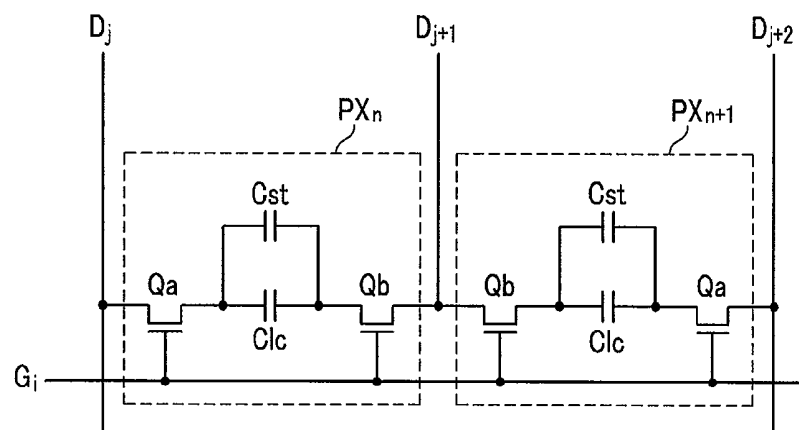 Dj Dj+1 Dj+2
PXn PXn+1
Cst Cst
Qa Qb Qb Qa
Clc Clc
Gi